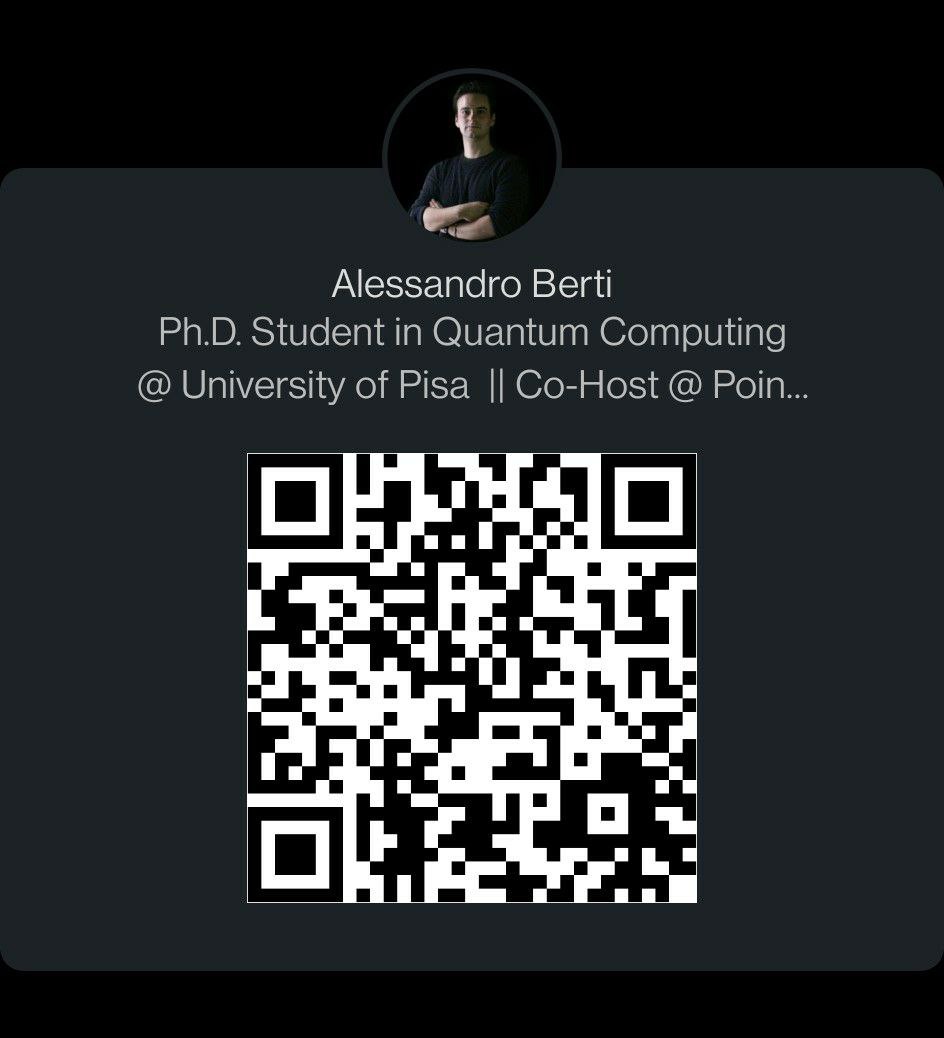 Alessandro Berti
Ph.D. Student in Quantum Computing
@ University of Pisa || Co-Host @ Poin...